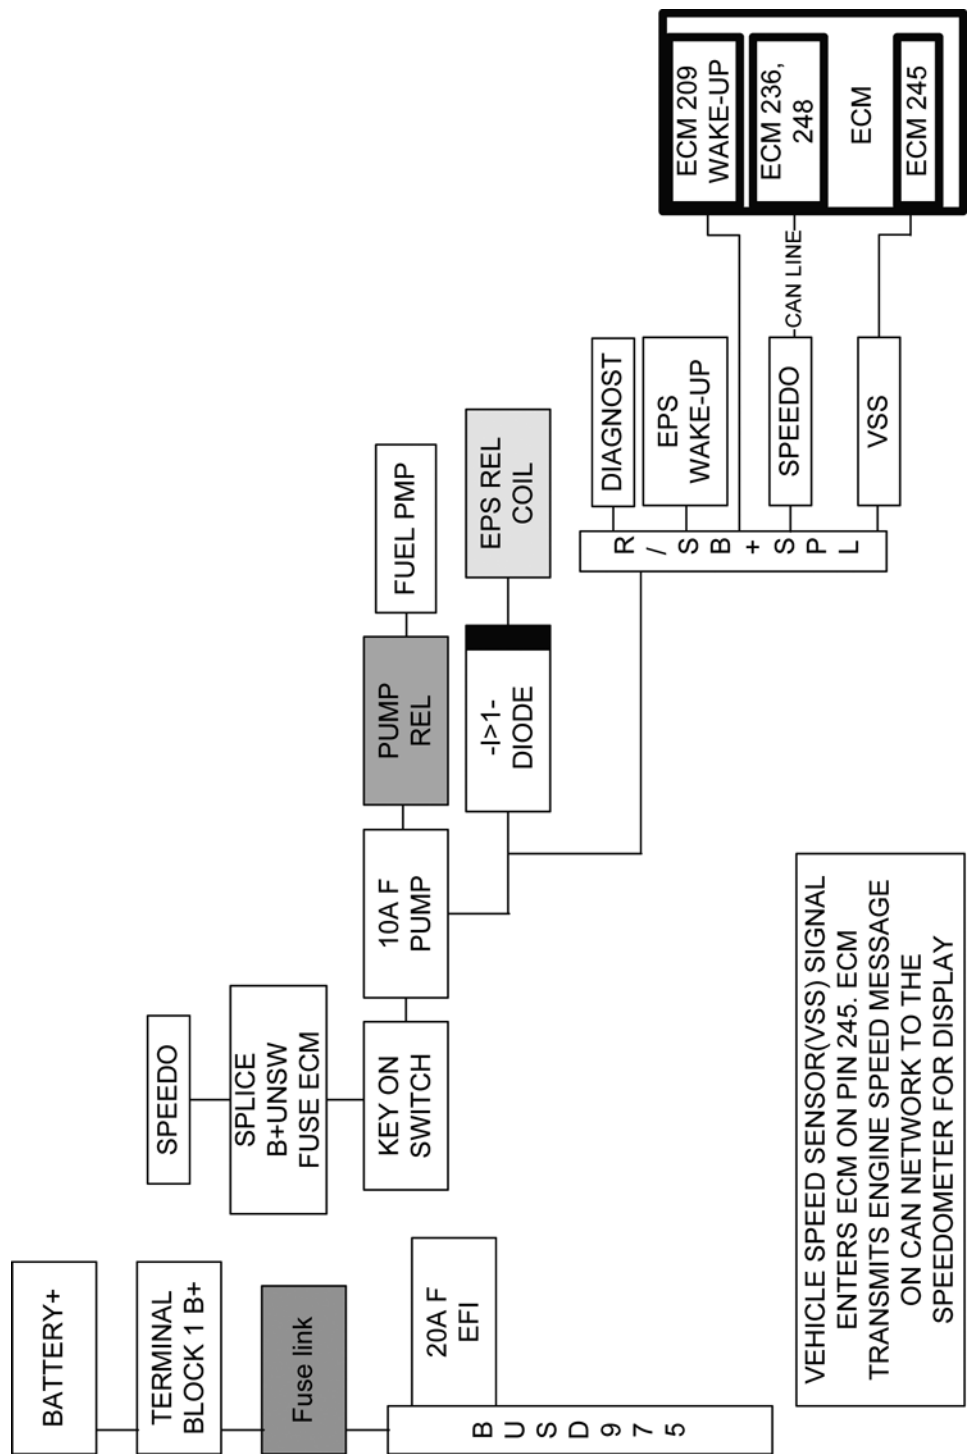 BATTERY+
TERMINAL
BLOCK 1 B+
Fuse link
B
U
S
D
9
7
5
20A F
EFI
SPEEDO
SPLICE
B+UNSW
FUSE ECM
KEY ON
SWITCH
10A F
PUMP
PUMP
REL
FUEL PMP
-I>1-
DIODE
EPS REL
COIL
R
/
S
B
+
S
P
L
DIAGNOST
EPS
WAKE-UP
SPEEDO
CAN LINE
VSS
ECM 209
WAKE-UP
ECM 236,
248
ECM
ECM 245
VEHICLE SPEED SENSOR(VSS) SIGNAL
ENTERS ECM ON PIN 245. ECM
TRANSMITS ENGINE SPEED MESSAGE
ON CAN NETWORK TO THE
SPEEDOMETER FOR DISPLAY